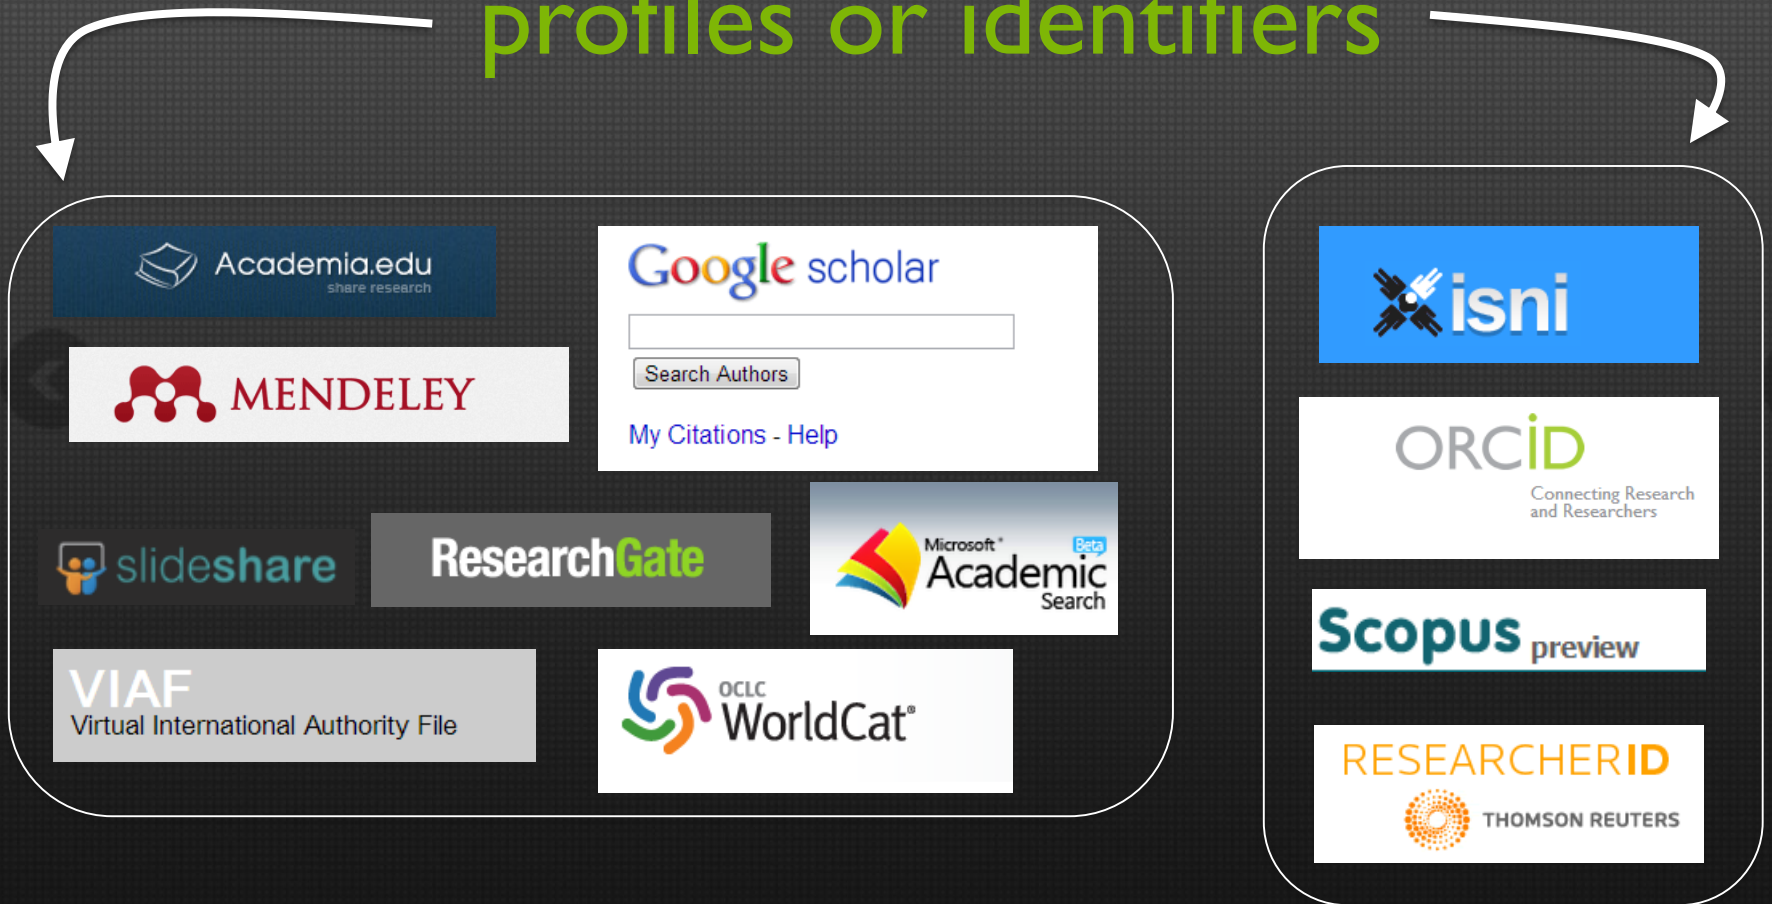 profiles or identifiers
Academia.edu
share research
MENDELEY
Google scholar
Search Authors
My Citations - Help
slideshare
ResearchGate
Microsoft®
Academic
Beta
Search
VIAF
Virtual International Authority File
OCLC
WorldCat®
isni
ORCiD
Connecting Research
and Researchers
Scopus preview
RESEARCHERID
THOMSON REUTERS